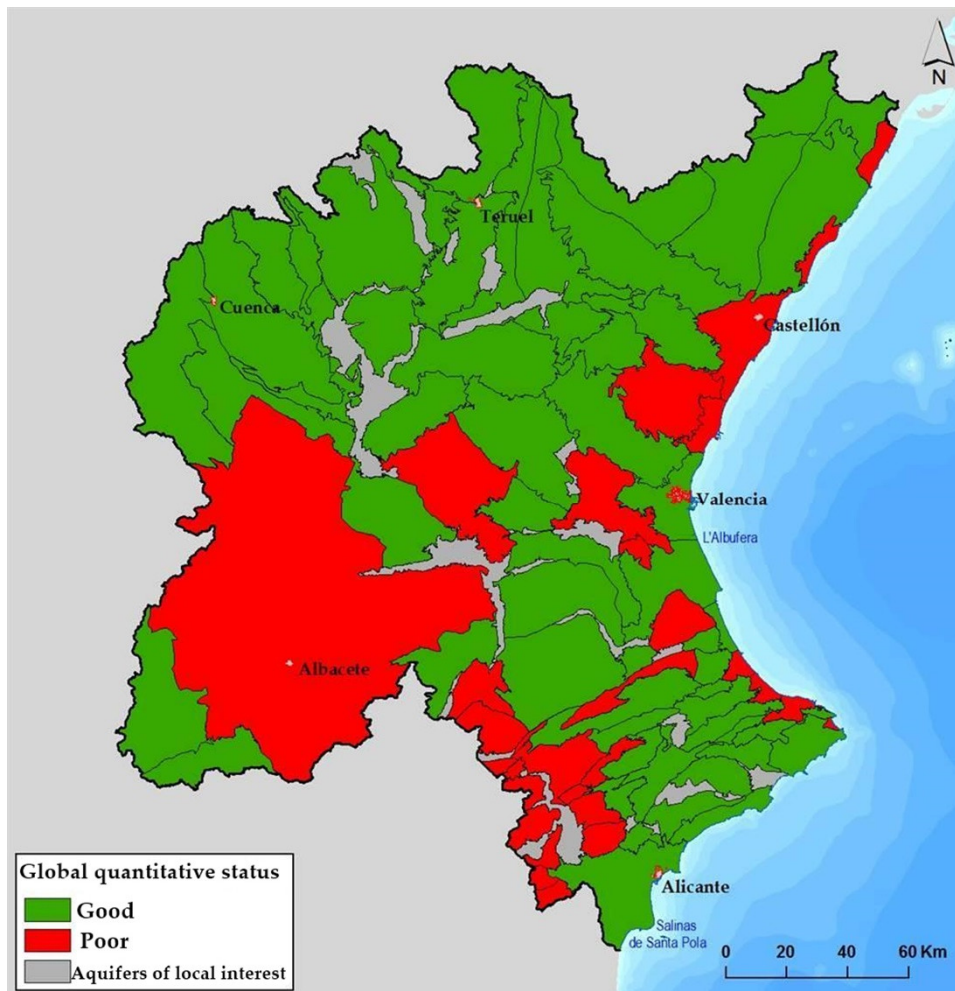 N
Teruel
Cuenca
Castellón
Valencia
L'Albufera
Albacete
Alicante
Salinas
de Santa Pola
Global quantitative status
Good
Poor
Aquifers of local interest
0 20 40 60 Km